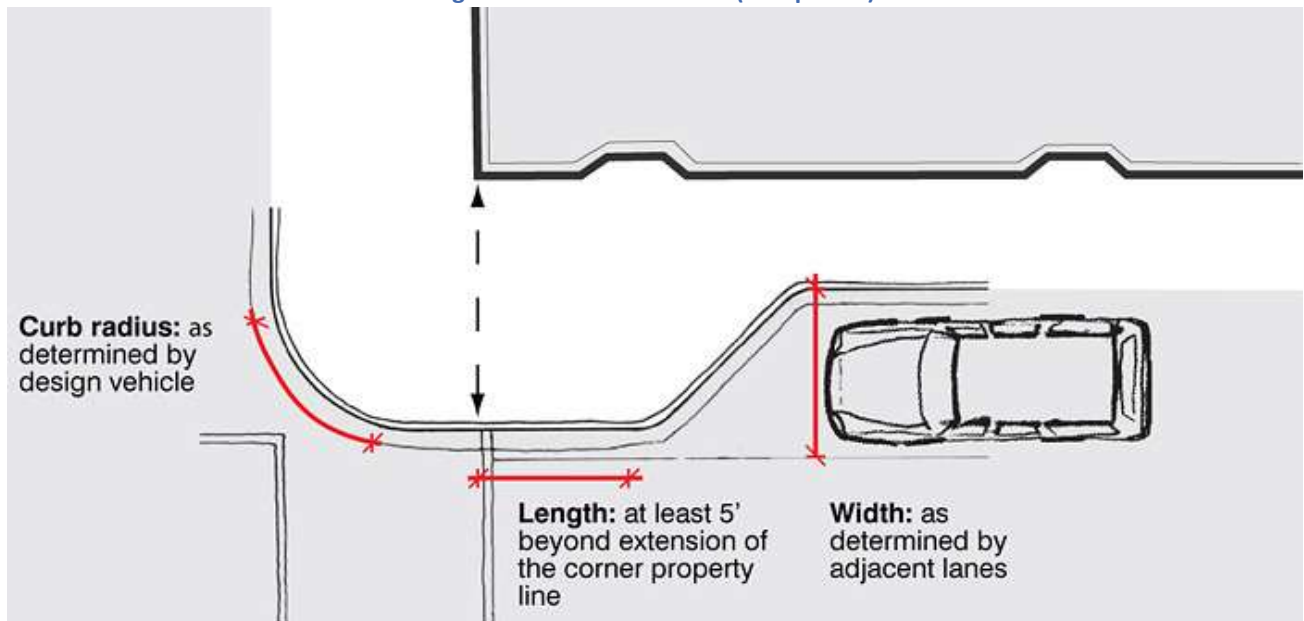 Curb radius: as
determined by
design vehicle
Length: at least 5'
beyond extension of
the corner property
line
Width: as
determined by
adjacent lanes